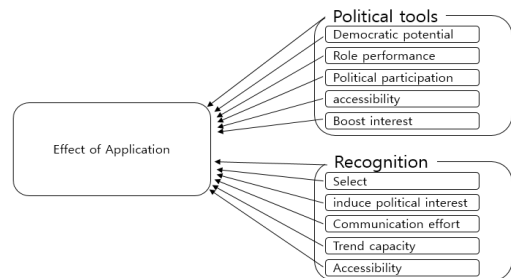 Political tools
Democratic potential
Role performance
Political participation
accessibility
Boost interest
Effect of Application
Recognition
Select
induce political interest
Communication effort
Trend capacity
Accessibility